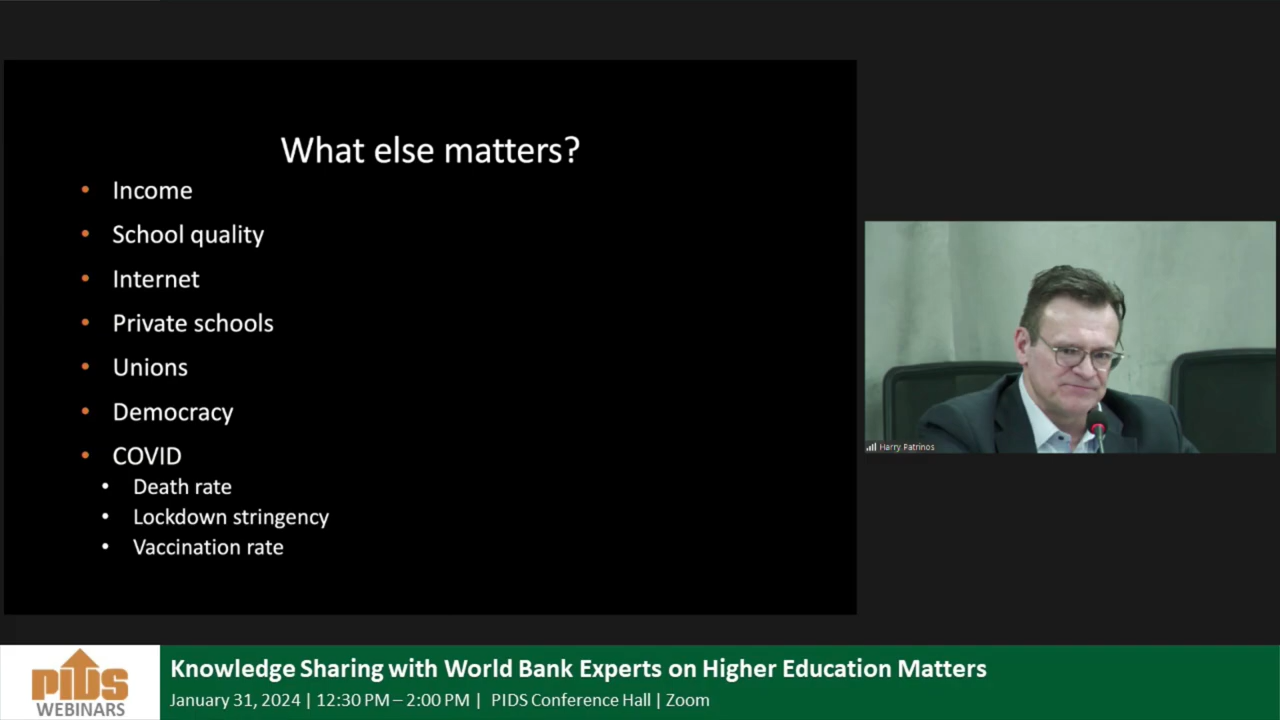 What else matters?
• Income
• School quality
• Internet
• Private schools
• Unions
• Democracy
• COVID
• Death rate
• Lockdown stringency
• Vaccination rate
Harry Patrinos
PIDS
WEBINARS
Knowledge Sharing with World Bank Experts on Higher Education Matters
January 31, 2024 | 12:30 PM – 2:00 PM | PIDS Conference Hall | Zoom